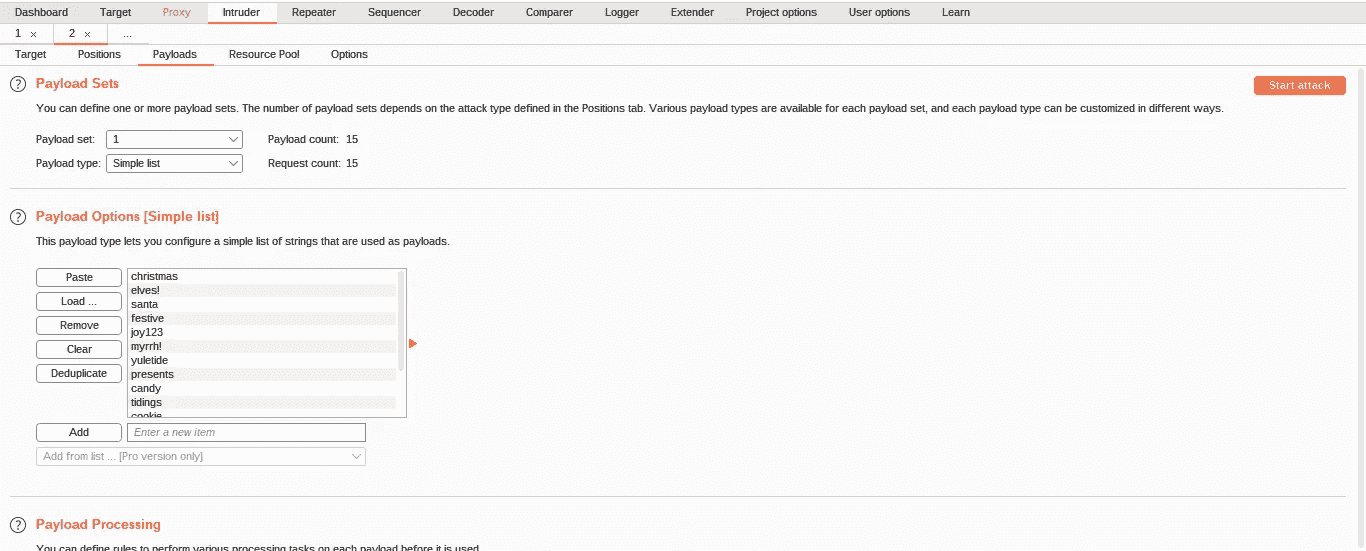 Dashboard Target Proxy Intruder Repeater Sequencer Decoder Comparer Logger Extender Project options User options Learn
1 × 2 × ...
Target Positions Payloads Resource Pool Options
? Payload Sets Start attack
You can define one or more payload sets. The number of payload sets depends on the attack type defined in the Positions tab. Various payload types are available for each payload set, and each payload type can be customized in different ways.
Payload set: 1 Payload count: 15
Payload type: Simple list Request count: 15
? Payload Options [Simple list]
This payload type lets you configure a simple list of strings that are used as payloads.
Paste
Load ...
Remove
Clear
Deduplicate
christmas
elves!
santa
festive
joy123
myrrh!
yuletide
presents
candy
tidings
cookie
Add Enter a new item
Add from list ... [Pro version only]
? Payload Processing
You can define rules to perform various processing tasks on each payload before it is used.